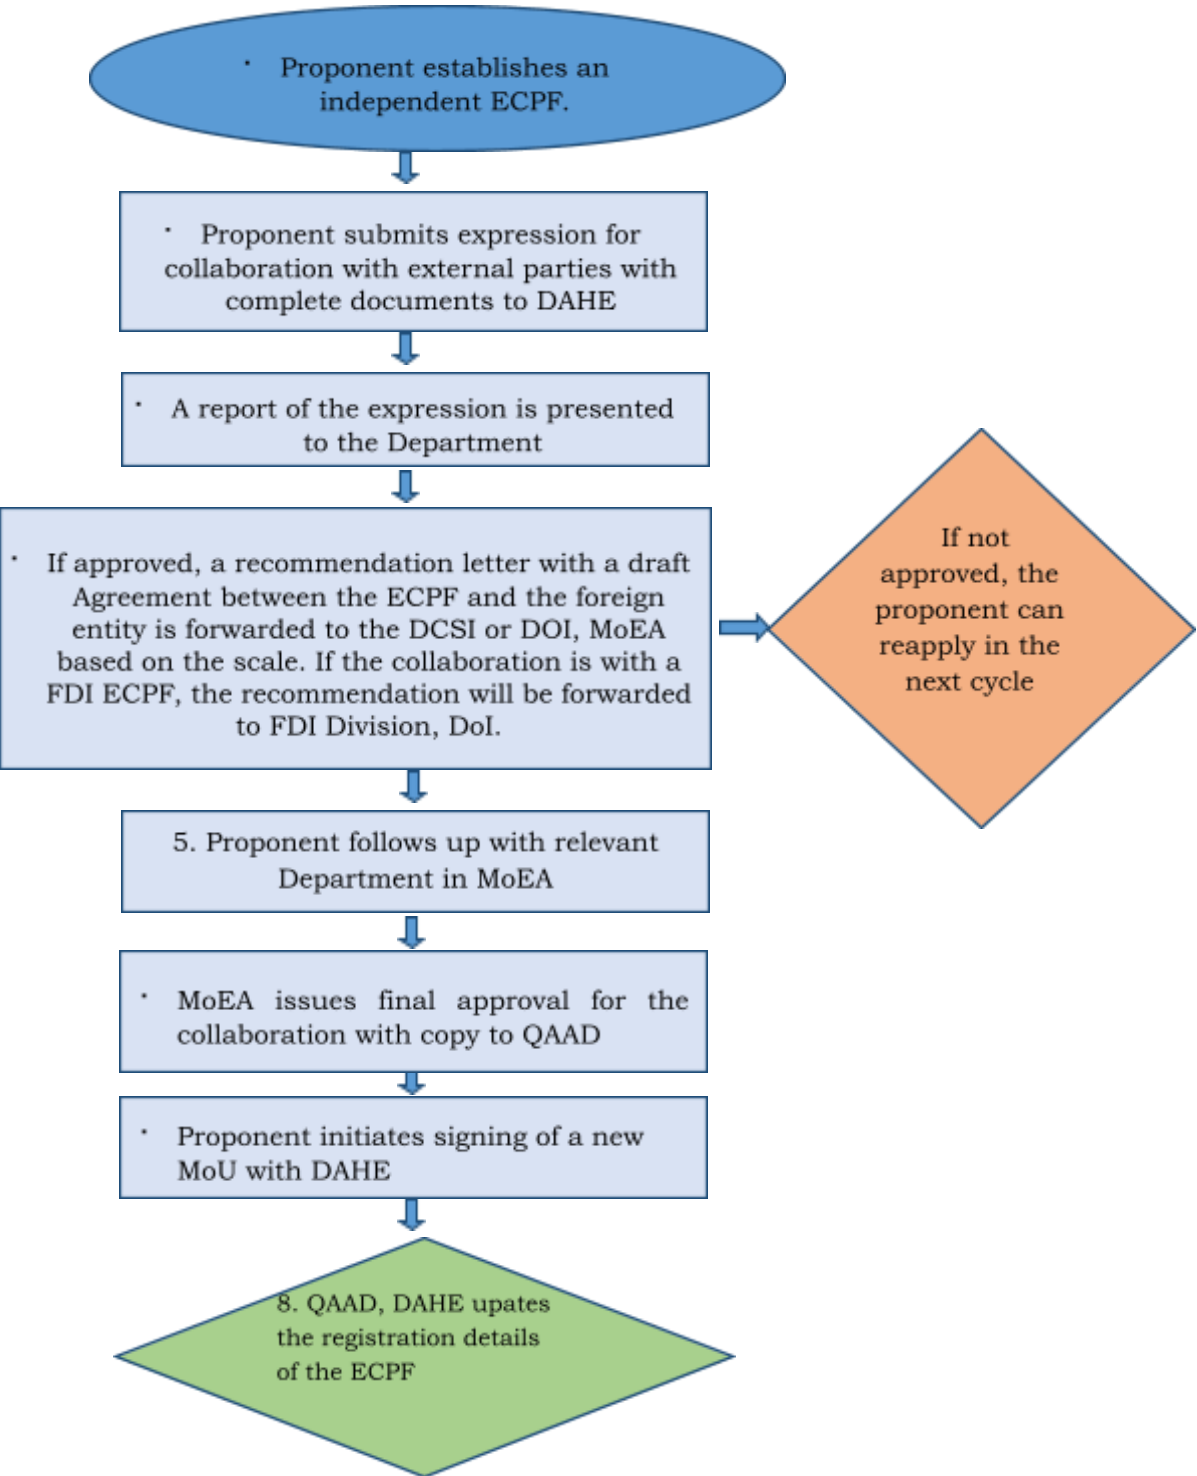 · Proponent establishes an
independent ECPF.
· Proponent submits expression for
collaboration with external parties with
complete documents to DAHE
· A report of the expression is presented
to the Department
· If approved, a recommendation letter with a draft
Agreement between the ECPF and the foreign
entity is forwarded to the DCSI or DOI, MoEA
based on the scale. If the collaboration is with a
FDI ECPF, the recommendation will be forwarded
to FDI Division, DoI.
If not
approved, the
proponent can
reapply in the
next cycle
5. Proponent follows up with relevant
Department in MoEA
· MoEA issues final approval for the
collaboration with copy to QAAD
· Proponent initiates signing of a new
MoU with DAHE
8. QAAD, DAHE upates
the registration details
of the ECPF